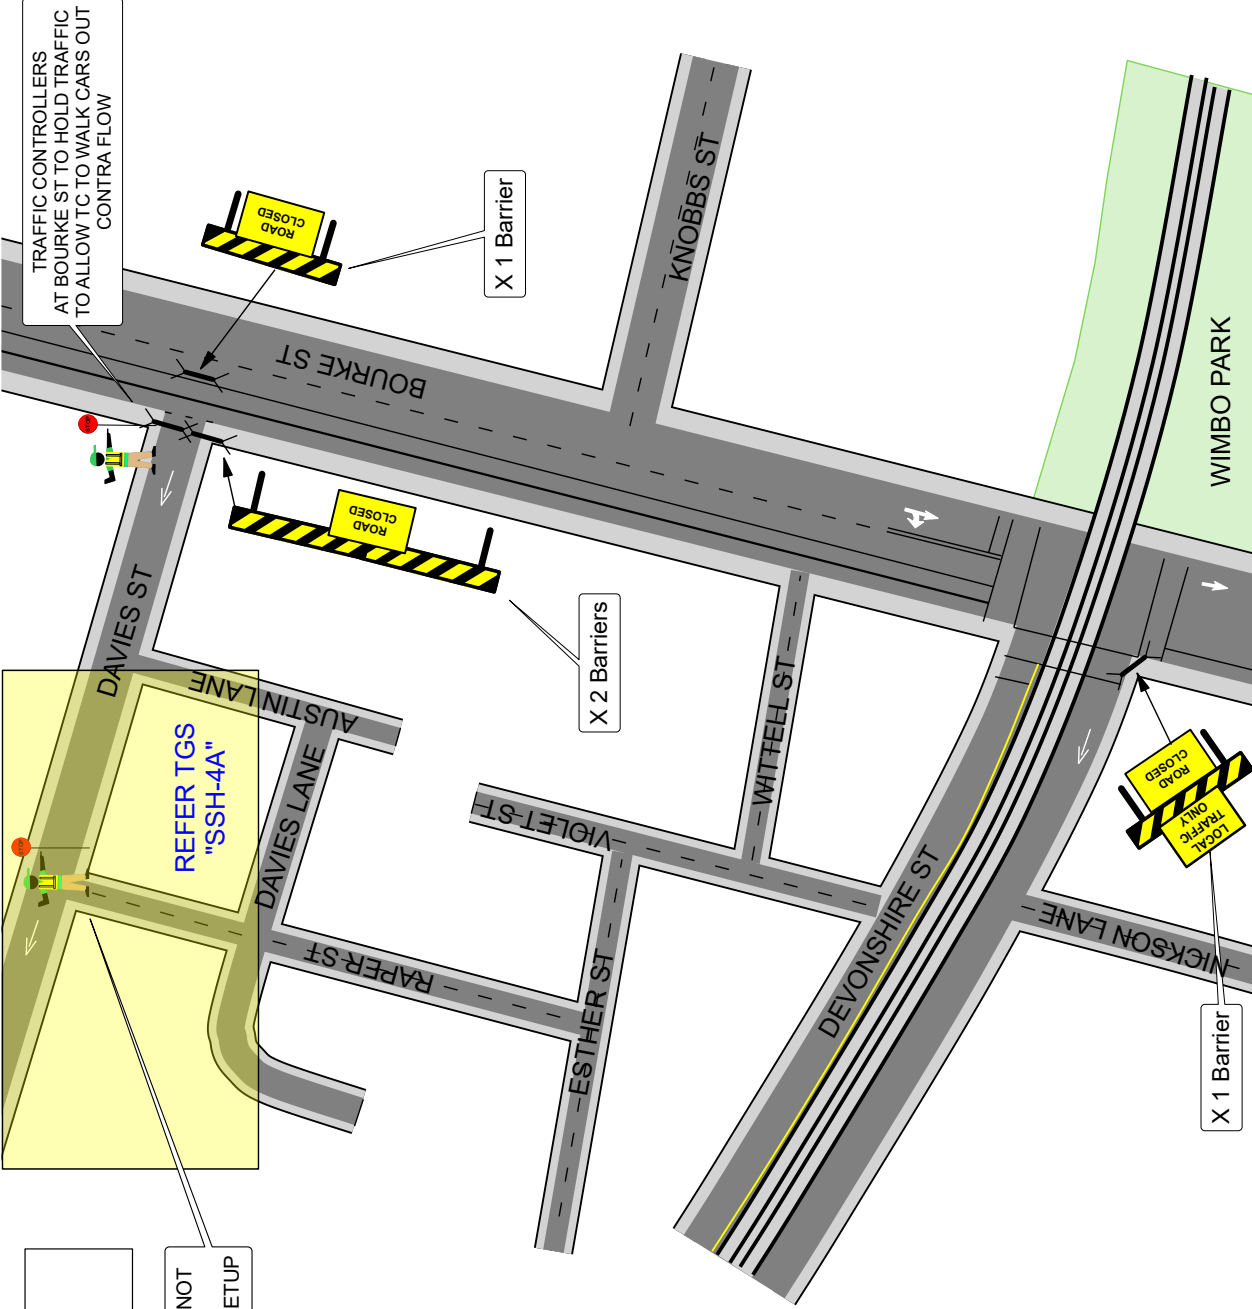 TRAFFIC CONTROLLERS
AT BOURKE ST TO HOLD TRAFFIC
TO ALLOW TC TO WALK CARS OUT
CONTRA FLOW
ROAD
CLOSED
X 1 Barrier
KNOBBS ST
BOURKE ST
WIMBO PARK
STOP
ROAD
CLOSED
X 2 Barriers
DAVIES ST
AUSTIN LANE
REFER TGS
"SSH-4A"
DAVIES LANE
VIOLET ST
WITTELL ST
STOP
RAPER ST
ESTHER ST
DEVONSHIRE ST
NICKSON LANE
ROAD
CLOSED
LOCAL
TRAFFIC
ONLY
X 1 Barrier
NOT
ETUP